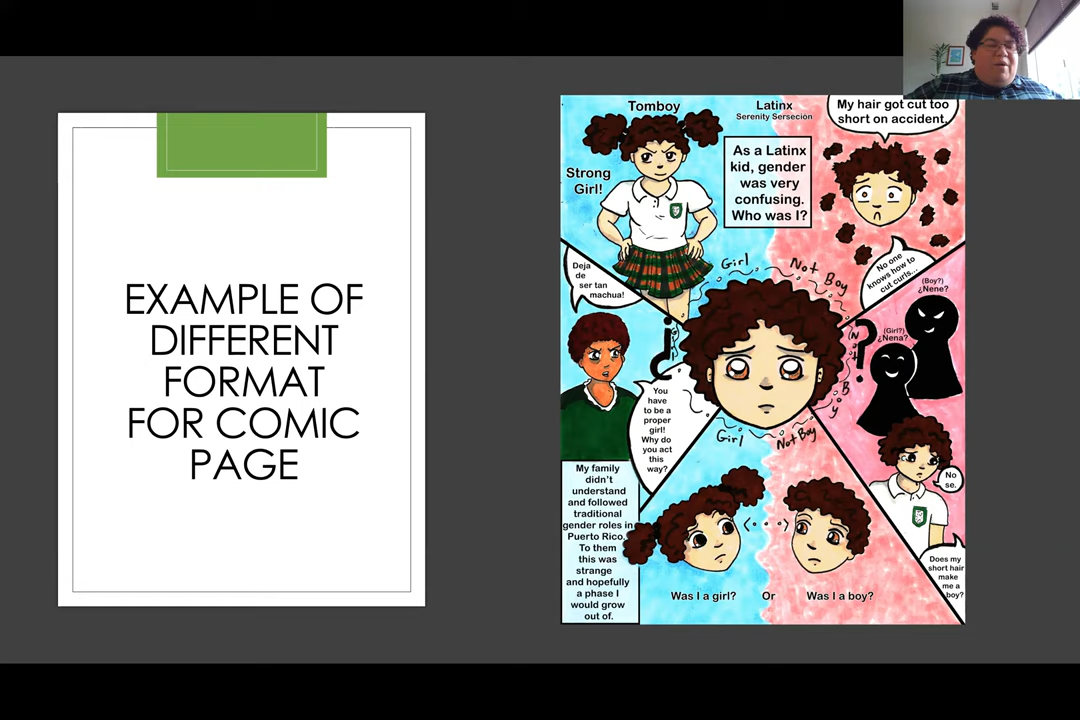 EXAMPLE OF
DIFFERENT
FORMAT
FOR COMIC
PAGE
Tomboy
Latinx
Serenity Sersecion
My hair got cut too
short on accident.
Strong
Girl!
As a Latinx
kid, gender
was very
confusing.
Who was I?
No one
knows how to
cut curls...
Deja
de
ser tan
machua!
Girl
Not Boy
(Boy?)
¿Nene?
(Girl?)
¿Nena?
¿
?
Girl
Not
Boy
You
have
to be a
proper
girl!
Why do
you act
this
way?
Girl
Not Boy
My family
didn't
understand
and followed
traditional
gender roles in
Puerto Rico.
To them
this was
strange
and hopefully
a phase I
would grow
out of.
No
se.
Does my
short hair
make
me a
boy?
Was I a girl?
Or
Was I a boy?